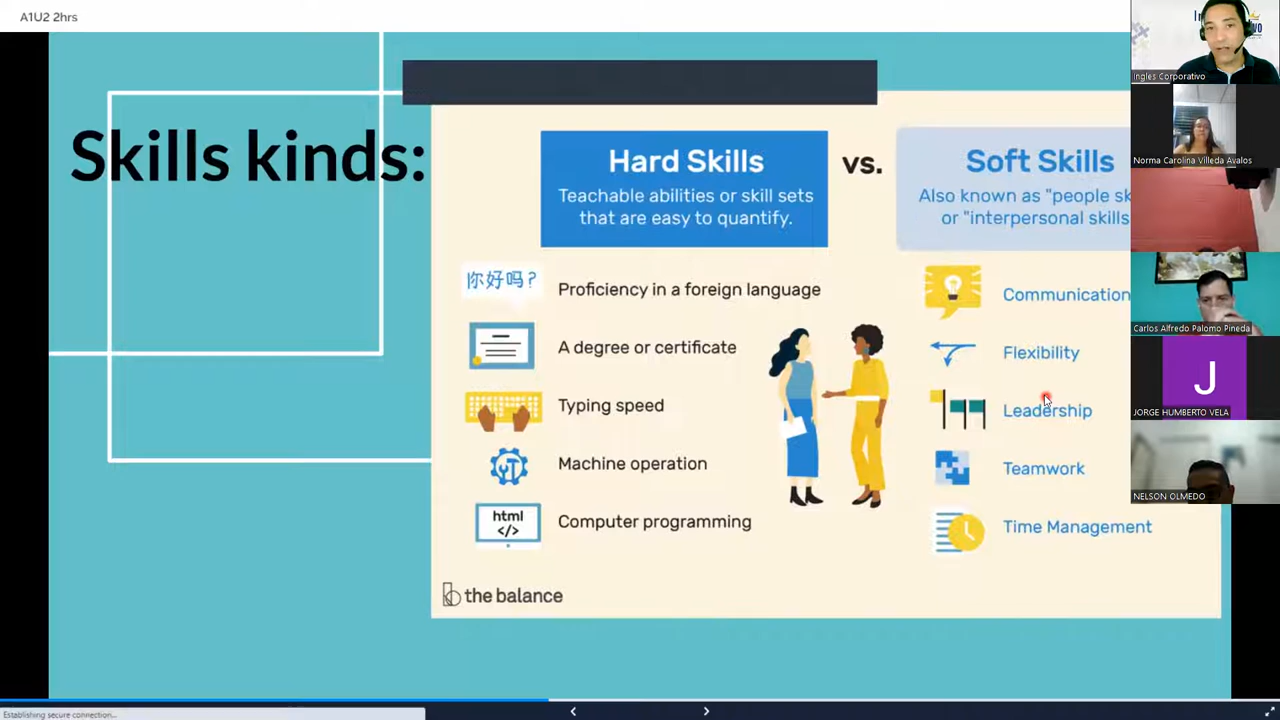 A1U2 2hrs
Skills kinds:
Hard Skills
Teachable abilities or skill sets
that are easy to quantify.
vs.
Soft Skills
Also known as "people sk
or "interpersonal skills
你好吗?
Proficiency in a foreign language
A degree or certificate
Typing speed
Machine operation
html
</>
Computer programming
Communication
Flexibility
Leadership
Teamwork
Time Management
the balance
Ingles Corporativo
Norma Carolina Villeda Avalos
Carlos Alfredo Palomo Pineda
J
JORGE HUMBERTO VELA
NELSON OLMEDO
Establishing secure connection...